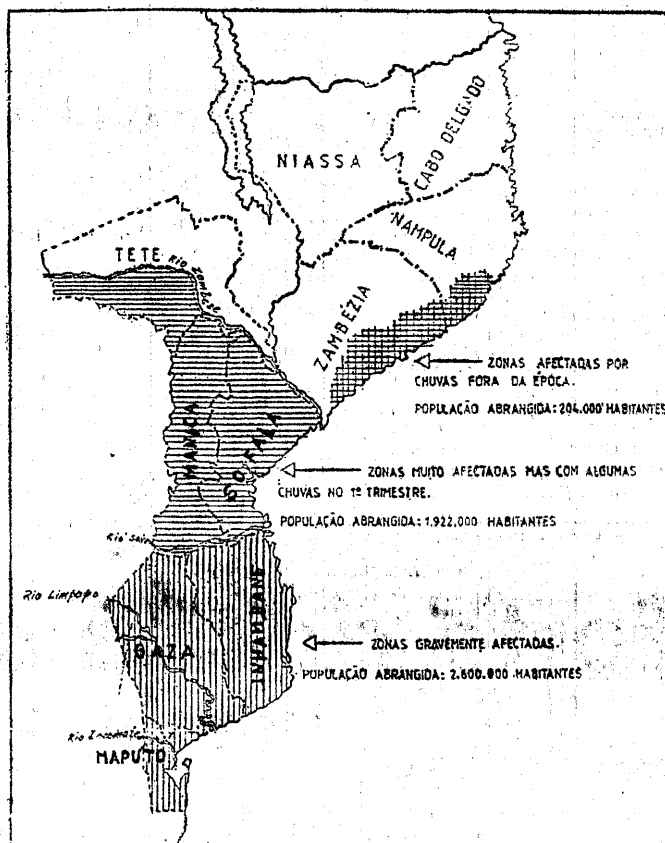 CABO DELGADO
NIASSA
NAMPULA
TETE
Rio Zambeze
ZAMBÉZIA
ZONAS AFECTADAS POR
CHUVAS FORA DA ÉPOCA.
POPULAÇÃO ABRANGIDA: 204.000 HABITANTES
MANICA
SOFALA
ZONAS MUITO AFECTADAS MAS COM ALGUMAS
CHUVAS NO 1º TRIMESTRE.
POPULAÇÃO ABRANGIDA: 1.922.000 HABITANTES
Rio Save
Rio Limpopo
GAZA
INHAMBANE
ZONAS GRAVEMENTE AFECTADAS.
POPULAÇÃO ABRANGIDA: 2.600.000 HABITANTES
Rio Incomati
MAPUTO